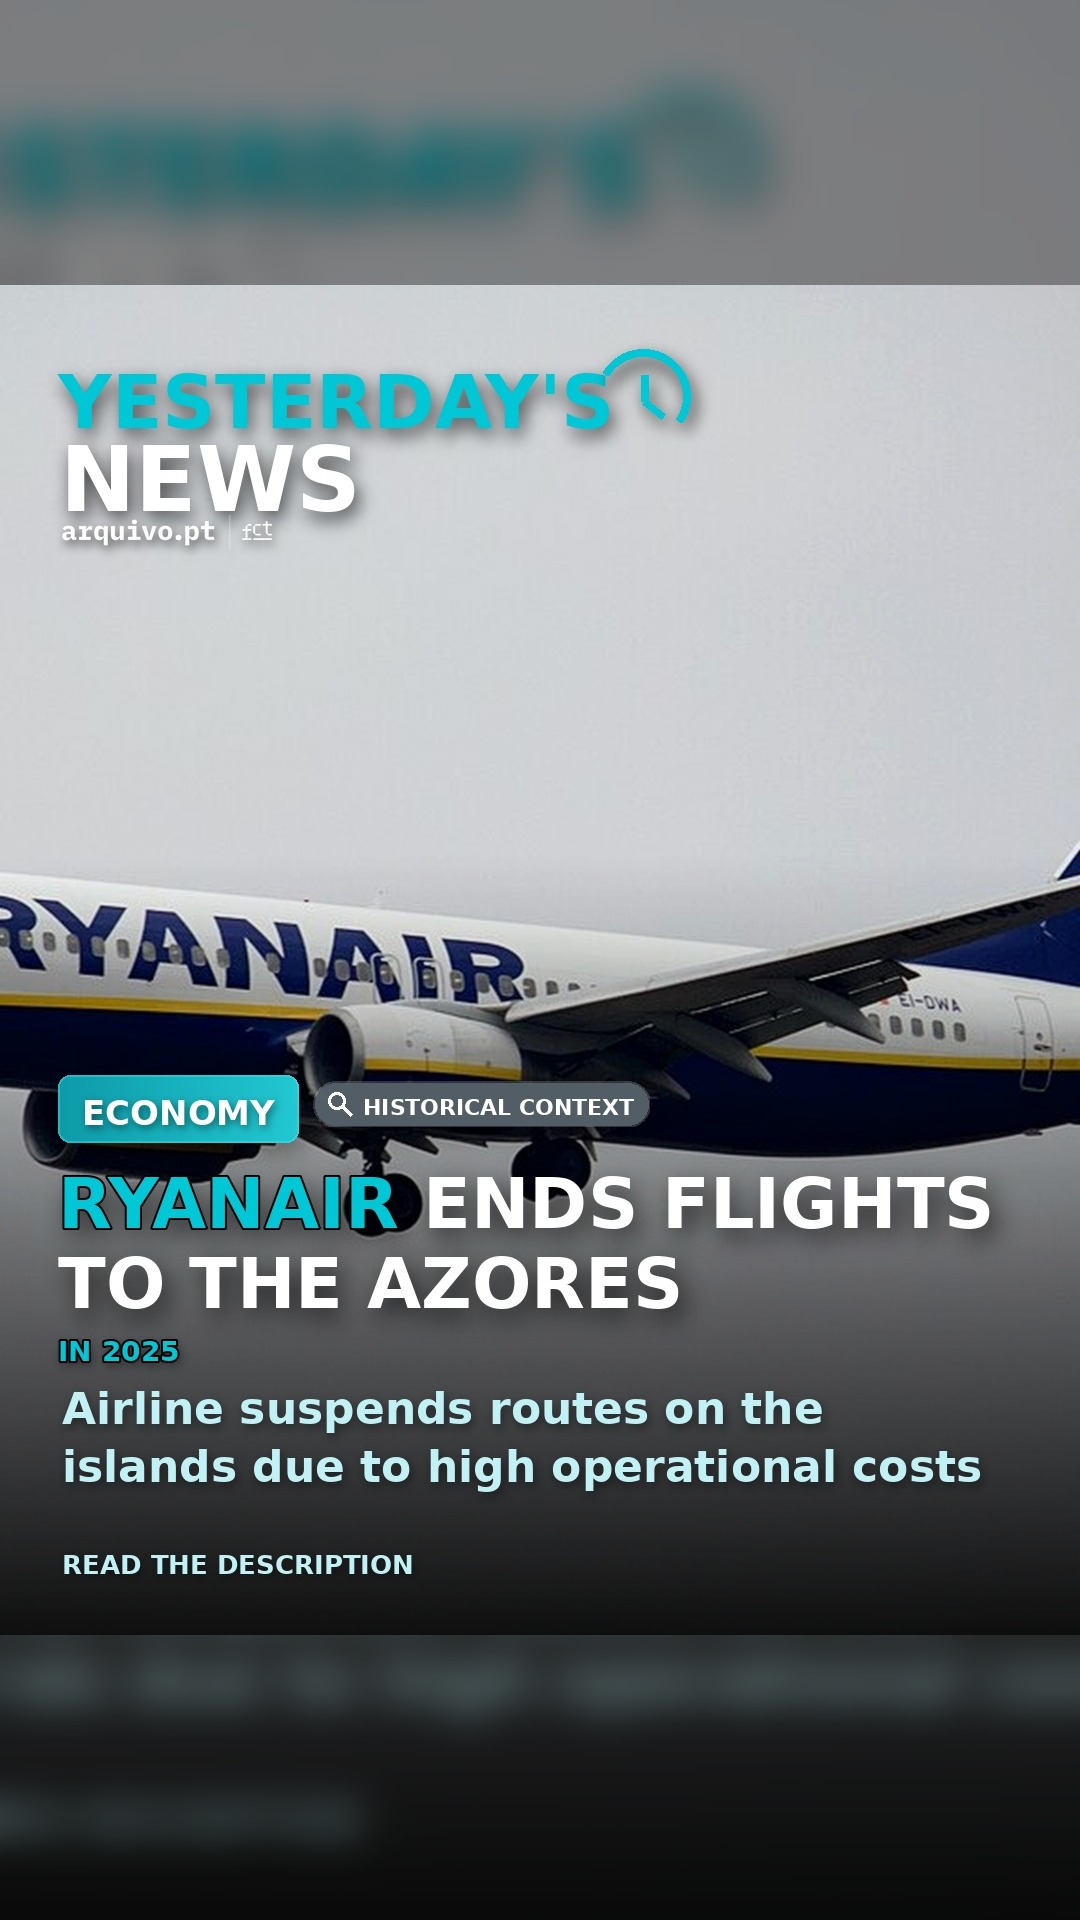 YESTERDAY'S
NEWS
arquivo.pt | fct
RYANAIR
EI-DWA
ECONOMY
HISTORICAL CONTEXT
RYANAIR ENDS FLIGHTS
TO THE AZORES
IN 2025
Airline suspends routes on the
islands due to high operational costs
READ THE DESCRIPTION